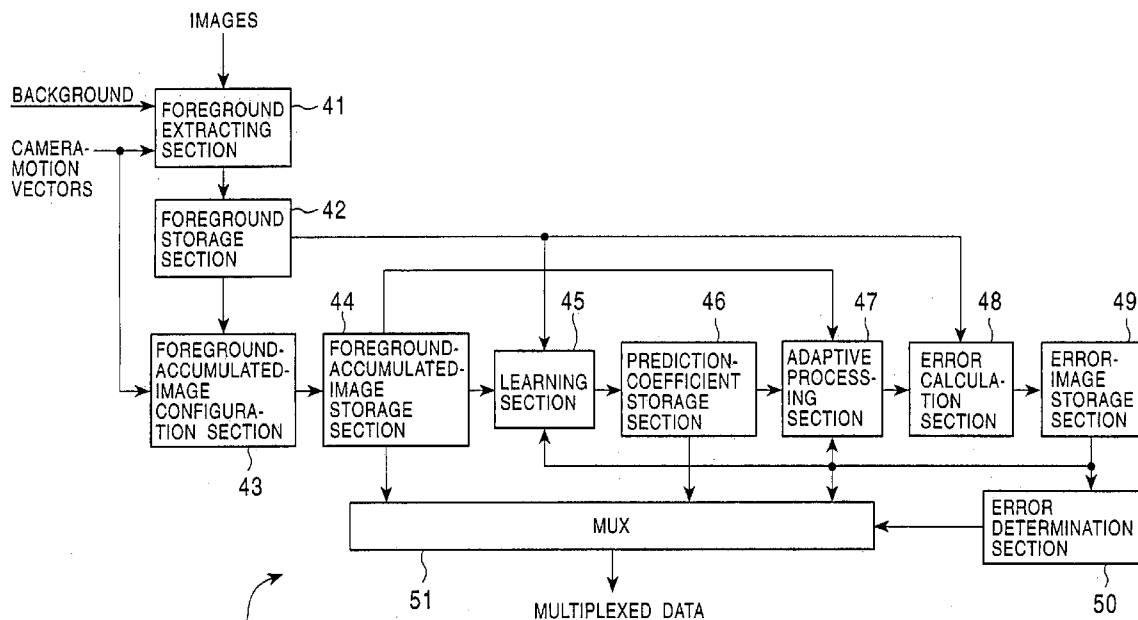 IMAGES
BACKGROUND
FOREGROUND
EXTRACTING
SECTION
41
CAMERA-
MOTION
VECTORS
FOREGROUND
STORAGE
SECTION
42
FOREGROUND-
ACCUMULATED-
IMAGE
CONFIGURA-
TION SECTION
43
44
FOREGROUND-
ACCUMULATED-
IMAGE
STORAGE
SECTION
45
LEARNING
SECTION
46
PREDICTION-
COEFFICIENT
STORAGE
SECTION
47
ADAPTIVE
PROCESS-
ING
SECTION
48
ERROR
CALCULATION
SECTION
49
ERROR-
IMAGE
STORAGE
SECTION
MUX
51
ERROR
DETERMINATION
SECTION
50
MULTIPLEXED DATA